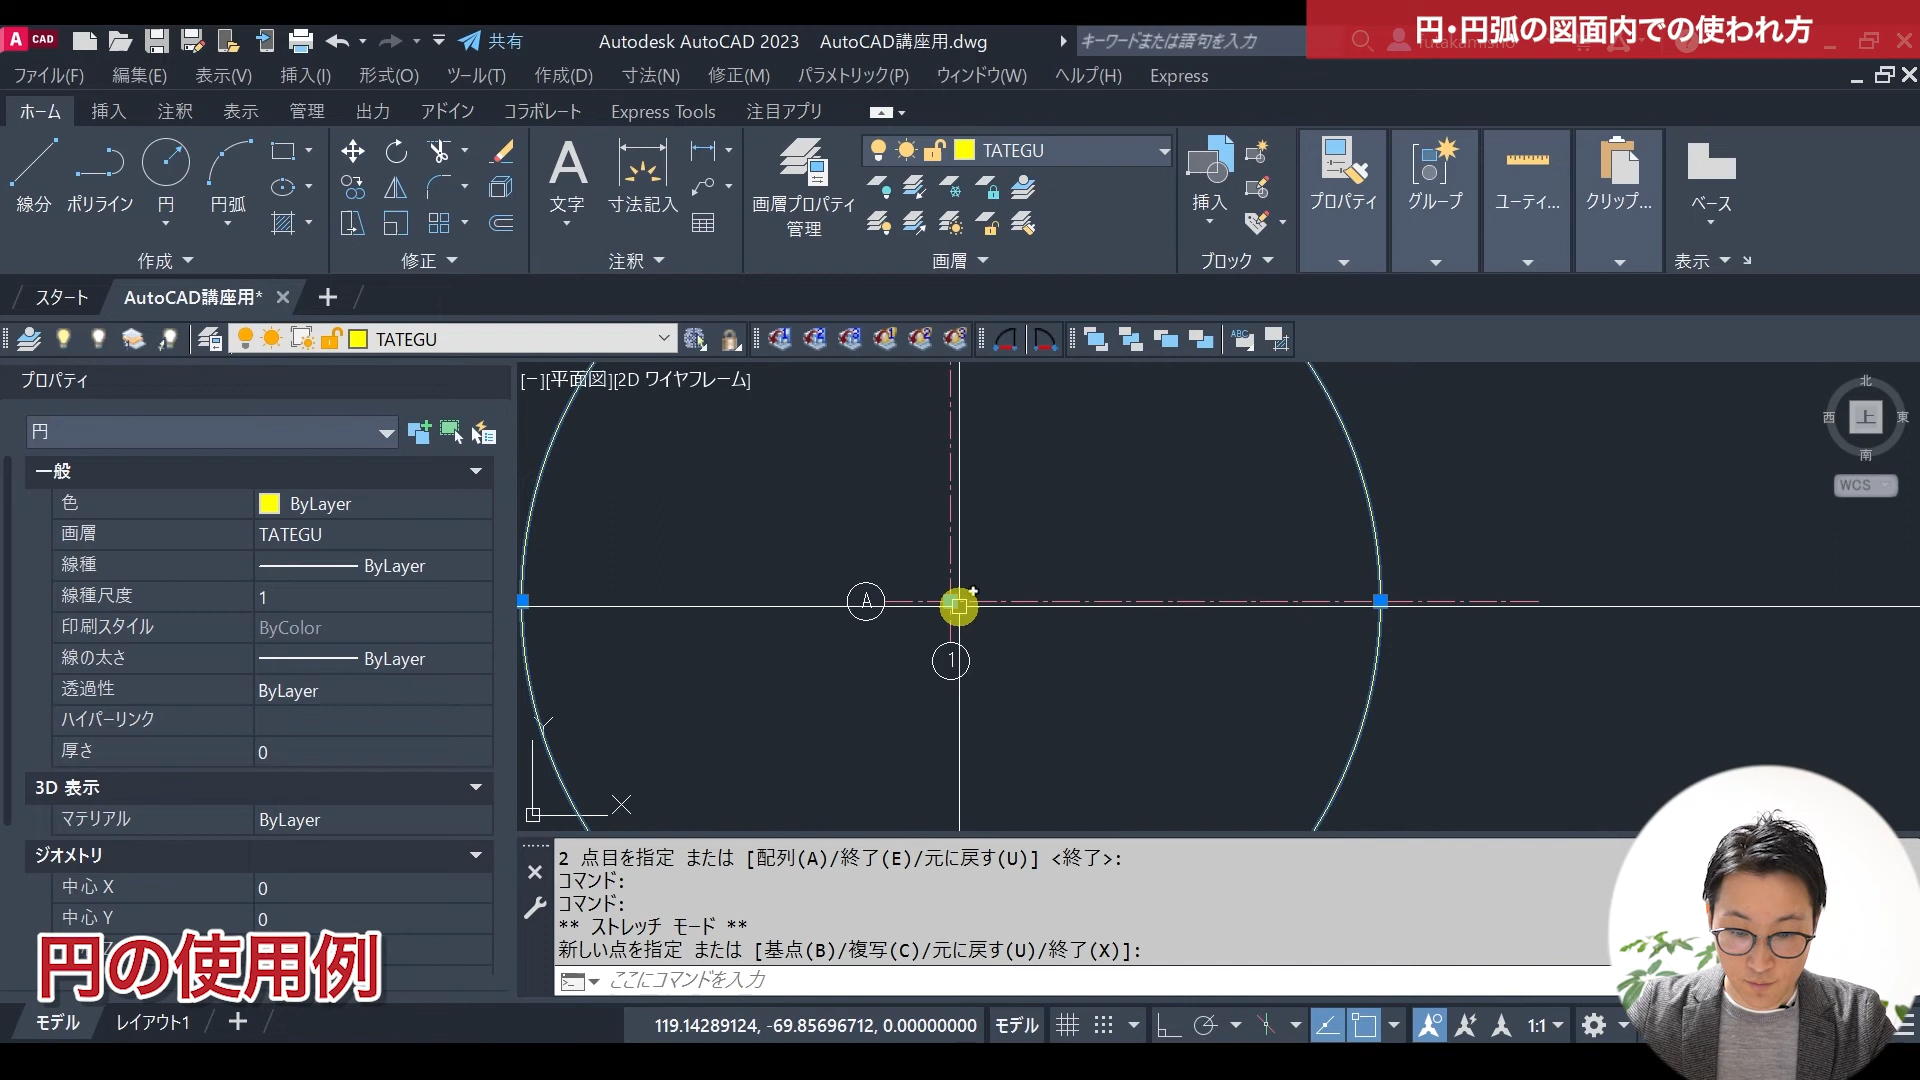 円・円弧の図面内での使われ方
A CAD
共有
Autodesk AutoCAD 2023 AutoCAD講座用.dwg
キーワードまたは語句を入力
ファイル(F) 編集(E) 表示(V) 挿入(I) 形式(O) ツール(T) 作成(D) 寸法(N) 修正(M) パラメトリック(P) ウィンドウ(W) ヘルプ(H) Express
ホーム 挿入 注釈 表示 管理 出力 アドイン コラボレート Express Tools 注目アプリ
TATEGU
線分 ポリライン 円 円弧 文字 寸法記入 画層プロパティ管理 挿入 プロパティ グループ ユーティ... クリップ... ベース
作成 修正 注釈 画層 ブロック 表示
スタート AutoCAD講座用*
TATEGU
ABC
プロパティ
[−][平面図][2D ワイヤフレーム]
北
西 上 東
南
WCS
円
一般
色 ByLayer
画層 TATEGU
線種 ByLayer
線種尺度 1
印刷スタイル ByColor
線の太さ ByLayer
透過性 ByLayer
ハイパーリンク
厚さ 0
3D 表示
マテリアル ByLayer
ジオメトリ
中心 X 0
中心 Y 0
A
1
Y
X
2 点目を指定 または [配列(A)/終了(E)/元に戻す(U)] <終了>:
コマンド:
コマンド:
** ストレッチ モード **
新しい点を指定 または [基点(B)/複写(C)/元に戻す(U)/終了(X)]:
ここにコマンドを入力
円の使用例
モデル レイアウト1
119.14289124, -69.85696712, 0.00000000 モデル
1:1